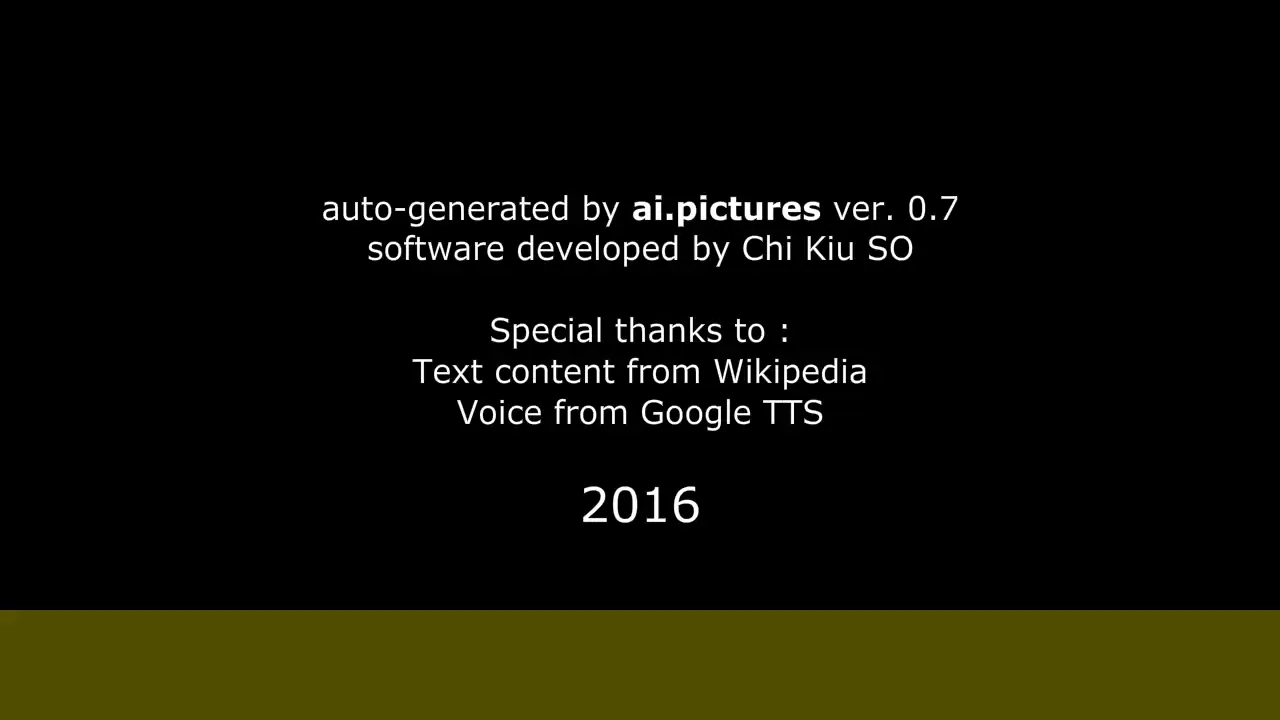 auto-generated by ai.pictures ver. 0.7
software developed by Chi Kiu SO
Special thanks to :
Text content from Wikipedia
Voice from Google TTS
2016